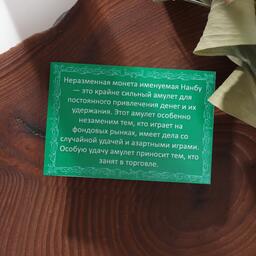 Неразменная монета именуемая Нанбу
— это крайне сильный амулет для
постоянного привлечения денег и их
удержания. Этот амулет особенно
незаменим тем, кто играет на
фондовых рынках, имеет дела со
случайной удачей и азартными играми.
Особую удачу амулет приносит тем, кто
занят в торговле.